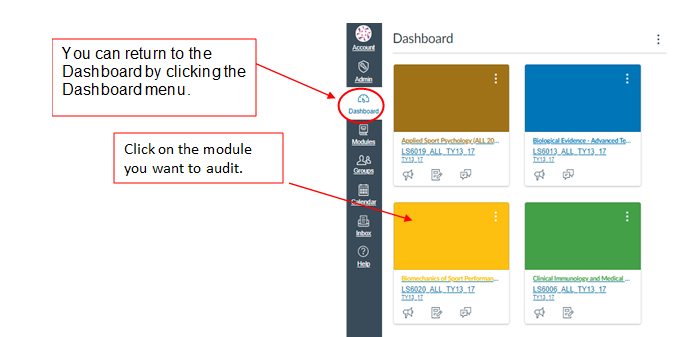 You can return to the
Dashboard by clicking the
Dashboard menu.
Click on the module
you want to audit.
Account
Admin
Dashboard
Modules
Groups
Calendar
Inbox
Help
Dashboard
Applied Sport Psychology (ALL 20...
LS6019_ALL_TY13_17
TY13_17
Biological Evidence - Advanced Te...
LS6013_ALL_TY13_17
TY13_17
Biomechanics of Sport Performan...
LS6020_ALL_TY13_17
TY13_17
Clinical Immunology and Medical ...
LS6006_ALL_TY13_17
TY13_17